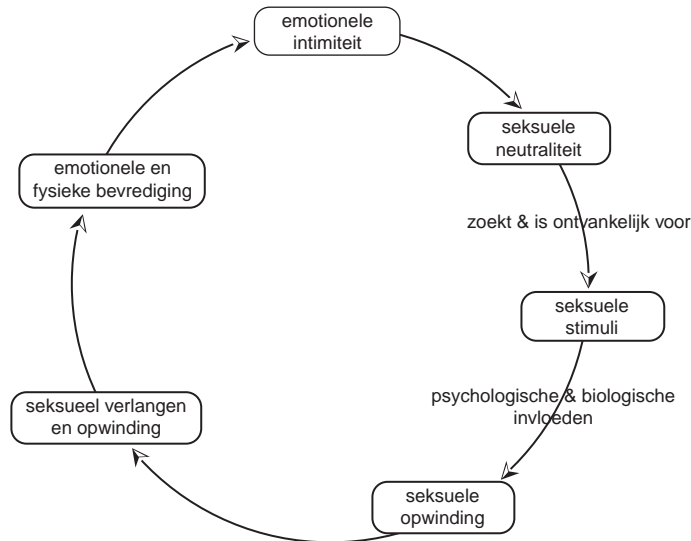 emotionele
intimiteit
seksuele
neutraliteit
zoekt & is ontvankelijk voor
seksuele
stimuli
psychologische & biologische
invloeden
seksuele
opwinding
seksueel verlangen
en opwinding
emotionele en
fysieke bevrediging